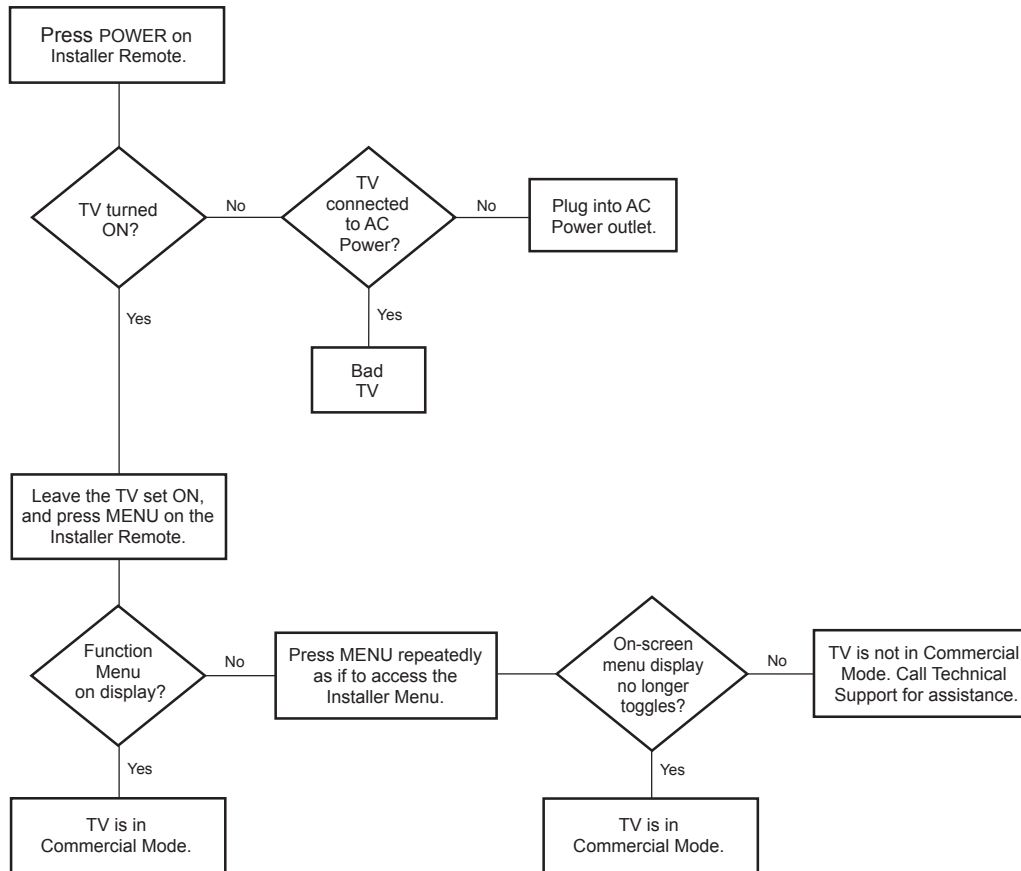 Press POWER on
Installer Remote.
TV turned
ON?
No
TV
connected
to AC
Power?
No
Plug into AC
Power outlet.
Yes
Yes
Bad
TV
Leave the TV set ON,
and press MENU on the
Installer Remote.
Function
Menu
on display?
No
Press MENU repeatedly
as if to access the
Installer Menu.
On-screen
menu display
no longer
toggles?
No
TV is not in Commercial
Mode. Call Technical
Support for assistance.
Yes
Yes
TV is in
Commercial Mode.
TV is in
Commercial Mode.